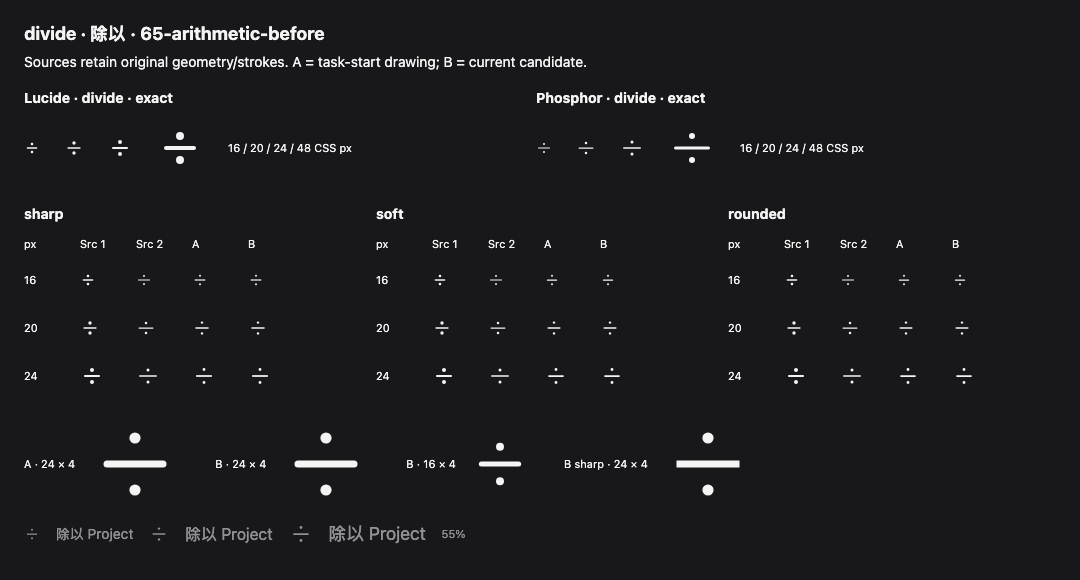 divide · 除以 · 65-arithmetic-before
Sources retain original geometry/strokes. A = task-start drawing; B = current candidate.
Lucide · divide · exact
Phosphor · divide · exact
÷ ÷ ÷ ÷ 16 / 20 / 24 / 48 CSS px
÷ ÷ ÷ ÷ 16 / 20 / 24 / 48 CSS px
sharp
px Src 1 Src 2 A B
16 ÷ ÷ ÷ ÷
20 ÷ ÷ ÷ ÷
24 ÷ ÷ ÷ ÷
soft
px Src 1 Src 2 A B
16 ÷ ÷ ÷ ÷
20 ÷ ÷ ÷ ÷
24 ÷ ÷ ÷ ÷
rounded
px Src 1 Src 2 A B
16 ÷ ÷ ÷ ÷
20 ÷ ÷ ÷ ÷
24 ÷ ÷ ÷ ÷
A · 24 × 4 ÷ B · 24 × 4 ÷ B · 16 × 4 ÷ B sharp · 24 × 4 ÷
÷ 除以 Project ÷ 除以 Project ÷ 除以 Project 55%